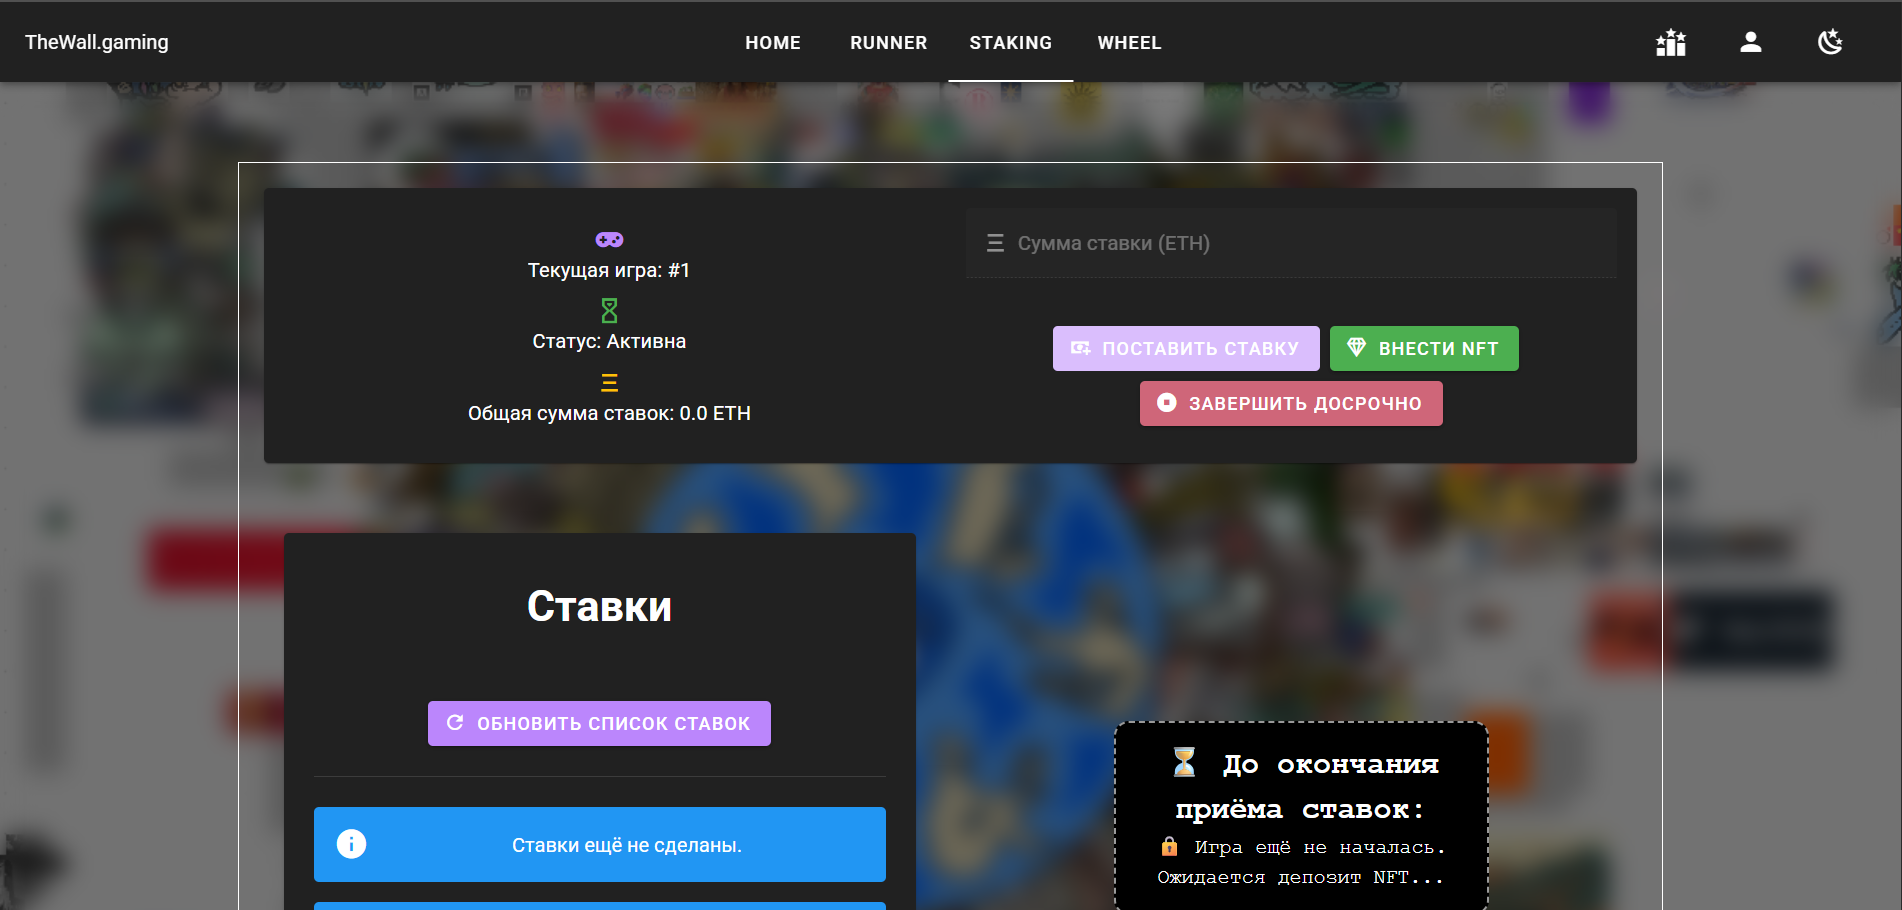 TheWall.gaming
HOME
RUNNER
STAKING
WHEEL
Текущая игра: #1
Статус: Активна
Общая сумма ставок: 0.0 ETH
Сумма ставки (ETH)
ПОСТАВИТЬ СТАВКУ
ВНЕСТИ NFT
ЗАВЕРШИТЬ ДОСРОЧНО
Ставки
ОБНОВИТЬ СПИСОК СТАВОК
Ставки ещё не сделаны.
⏳ До окончания
приёма ставок:
🔒 Игра ещё не началась.
Ожидается депозит NFT...